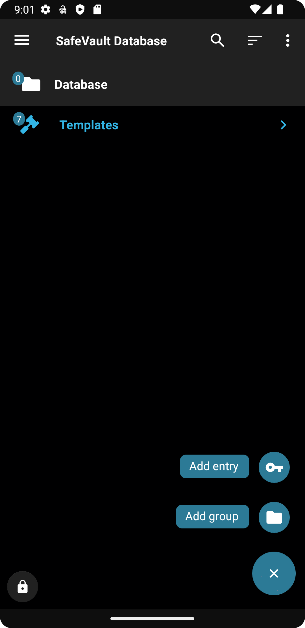 9:01
SafeVault Database
0
Database
7
Templates
Add entry
Add group